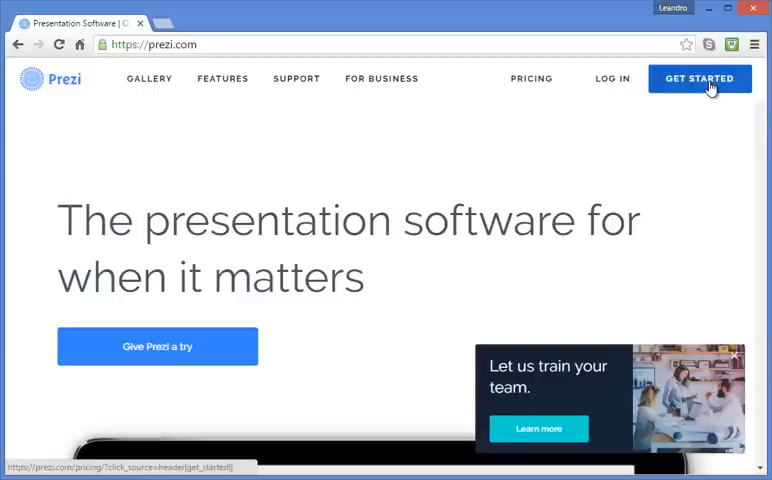 Leandro
Presentation Software | O
https://prezi.com
Prezi
GALLERY FEATURES SUPPORT FOR BUSINESS PRICING LOG IN GET STARTED
The presentation software for
when it matters
Give Prezi a try
Let us train your
team.
Learn more
https://prezi.com/pricing/?click_source=header[get_started]]